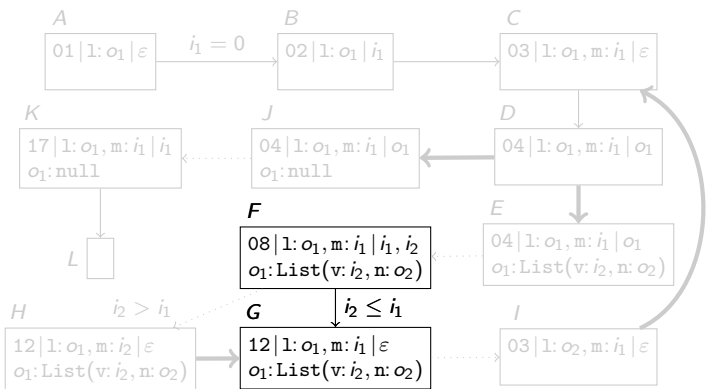 A
B
C
01 | l: o₁ | ε
i₁ = 0
02 | l: o₁ | i₁
03 | l: o₁, m: i₁ | ε
K
J
D
17 | l: o₁, m: i₁ | i₁
o₁: null
04 | l: o₁, m: i₁ | o₁
o₁: null
04 | l: o₁, m: i₁ | o₁
F
E
08 | l: o₁, m: i₁ | i₁, i₂
o₁: List(v: i₂, n: o₂)
04 | l: o₁, m: i₁ | o₁
o₁: List(v: i₂, n: o₂)
L
i₂ > i₁
i₂ ≤ i₁
H
G
I
12 | l: o₁, m: i₂ | ε
o₁: List(v: i₂, n: o₂)
12 | l: o₁, m: i₁ | ε
o₁: List(v: i₂, n: o₂)
03 | l: o₂, m: i₁ | ε